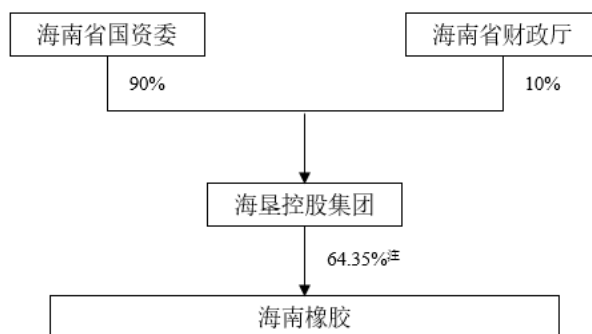 海南省国资委
海南省财政厅
90%
10%
海垦控股集团
64.35%注
海南橡胶